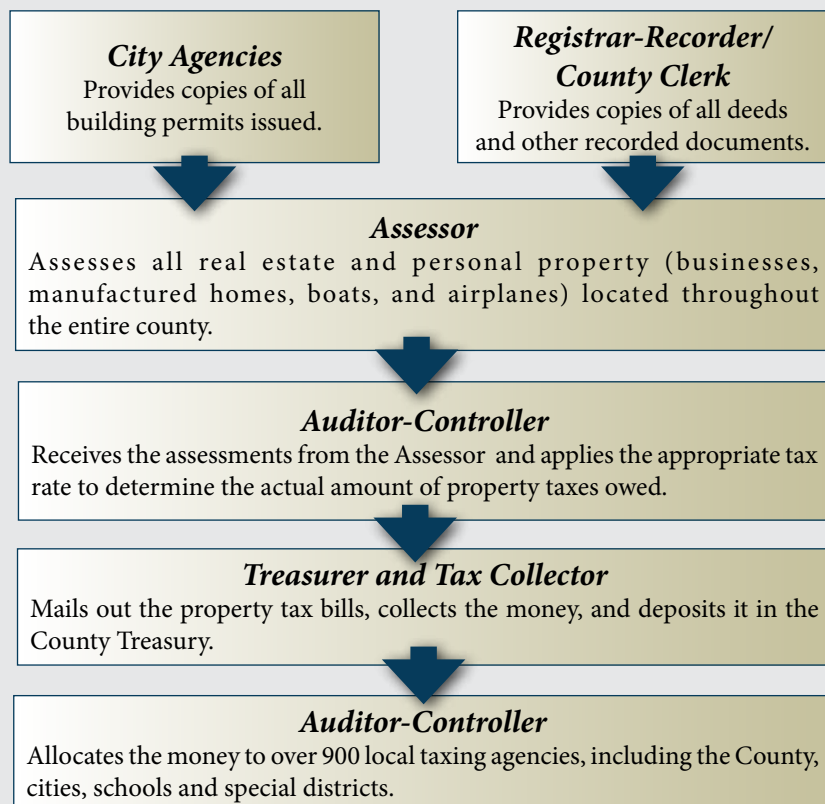 City Agencies
Provides copies of all
building permits issued.
Registrar-Recorder/
County Clerk
Provides copies of all deeds
and other recorded documents.
Assessor
Assesses all real estate and personal property (businesses,
manufactured homes, boats, and airplanes) located throughout
the entire county.
Auditor-Controller
Receives the assessments from the Assessor and applies the appropriate tax
rate to determine the actual amount of property taxes owed.
Treasurer and Tax Collector
Mails out the property tax bills, collects the money, and deposits it in the
County Treasury.
Auditor-Controller
Allocates the money to over 900 local taxing agencies, including the County,
cities, schools and special districts.